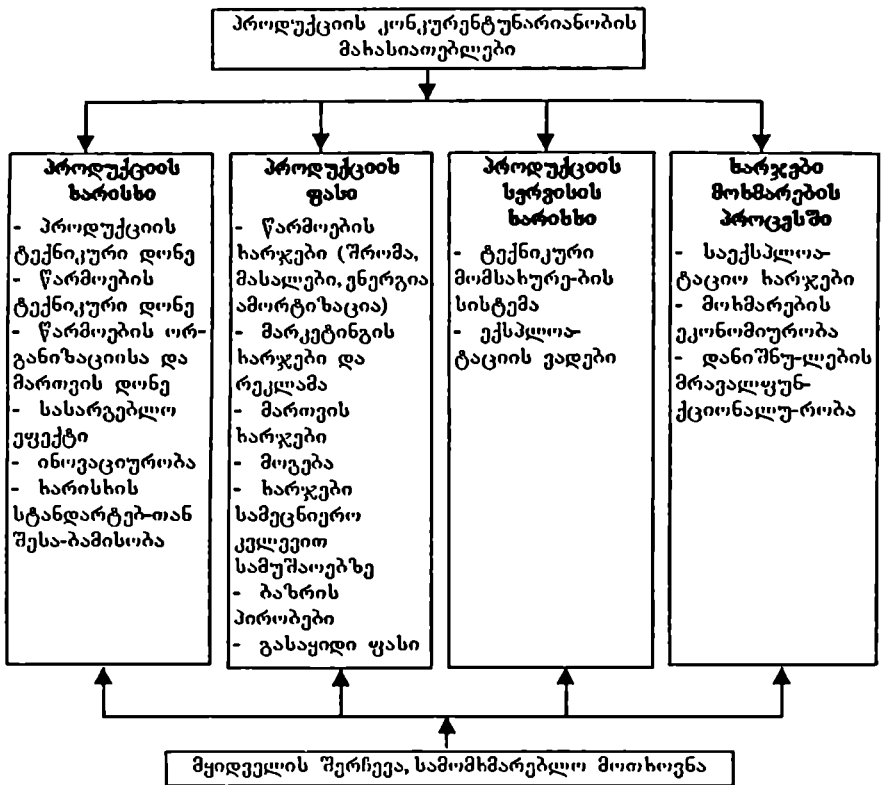 პროდუქციის კონკურენტუნარიანობის
მახასიათებლები
პროდუქციის
ხარისხი
- პროდუქციის
ტექნიკური დონე
- წარმოების
ტექნიკური დონე
- წარმოების ორ-
განიზაციისა და
მართვის დონე
- სასარგებლო
ეფექტი
- ინოვაციურობა
- ხარისხის
სტანდარტებ-თან
შესა-ბამისობა
პროდუქციის
ფასი
- წარმოების
ხარჯები (შრომა,
მასალები, ენერგია
ამორტიზაცია)
- მარკეტინგის
ხარჯები და
რეკლამა
- მართვის
ხარჯები
- მოგება
- ხარჯები
სამეცნიერო
კვლევით
სამუშაოებზე
- ბაზრის
პირობები
- გასაყიდი ფასი
პროდუქციის
სერვისის
ხარისხი
- ტექნიკური
მომსახურე-ბის
სისტემა
- ექსპლოა-
ტაციის ვადები
ხარჯები
მოხმარების
პროცესში
- საექსპლოა-
ტაციო ხარჯები
- მოხმარების
ეკონომიურობა
- დანიშნუ-ლების
მრავალფუნ-
ქციონალუ-რობა
მყიდველის შერჩევა, სამომხმარებლო მოთხოვნა